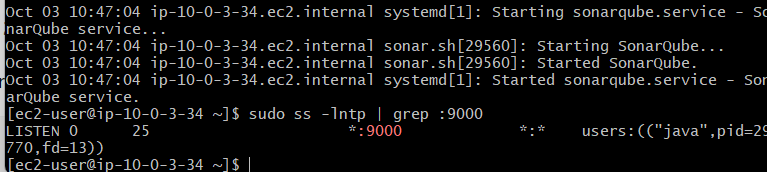 Oct 03 10:47:04 ip-10-0-3-34.ec2.internal systemd[1]: Starting sonarqube.service - So
narQube service...
Oct 03 10:47:04 ip-10-0-3-34.ec2.internal sonar.sh[29560]: Starting SonarQube...
Oct 03 10:47:04 ip-10-0-3-34.ec2.internal sonar.sh[29560]: Started SonarQube.
Oct 03 10:47:04 ip-10-0-3-34.ec2.internal systemd[1]: Started sonarqube.service - Son
arQube service.
[ec2-user@ip-10-0-3-34 ~]$ sudo ss -lntp | grep :9000
LISTEN 0      25                     *:9000             *:*    users:(("java",pid=29
770,fd=13))
[ec2-user@ip-10-0-3-34 ~]$